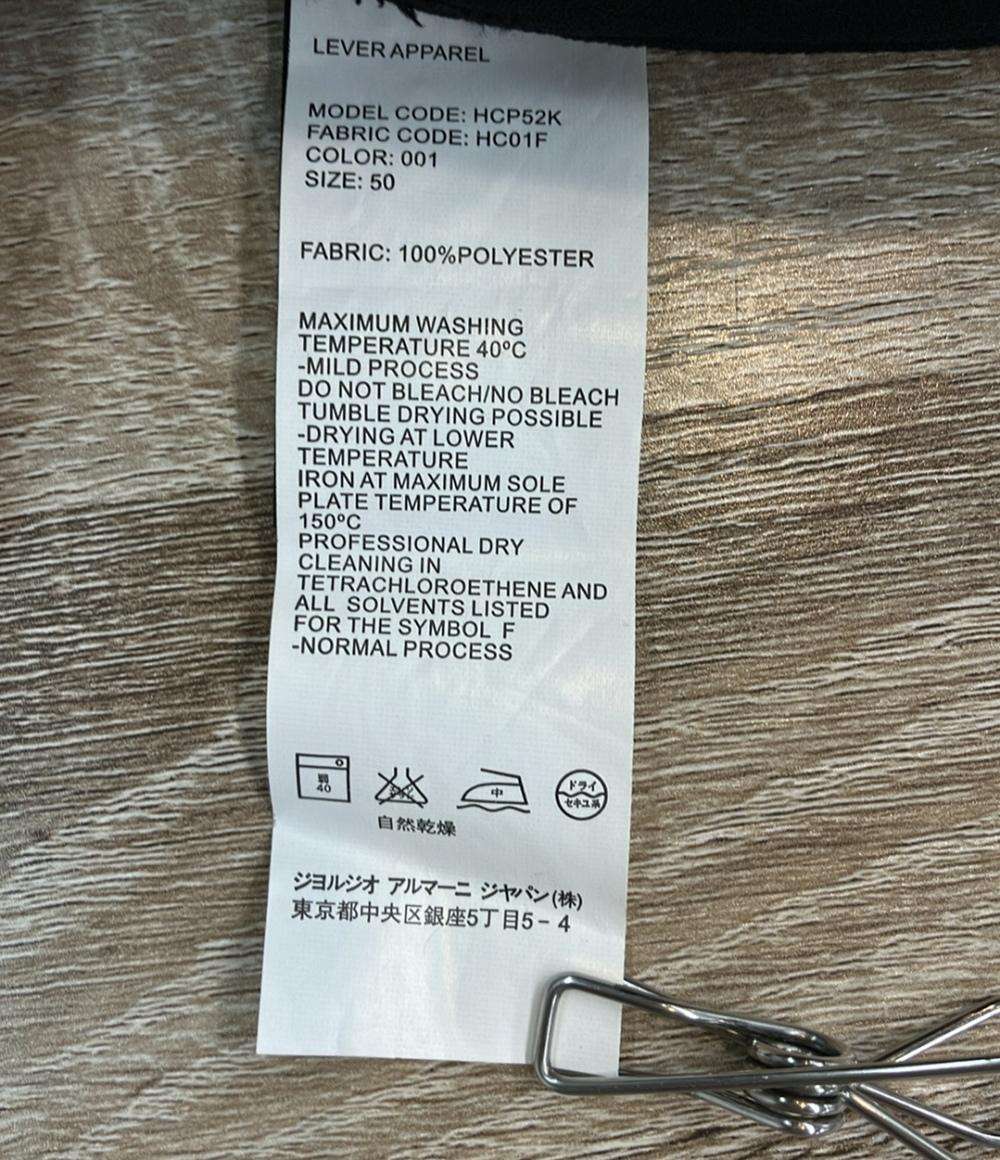 LEVER APPAREL
MODEL CODE: HCP52K
FABRIC CODE: HC01F
COLOR: 001
SIZE: 50
FABRIC: 100%POLYESTER
MAXIMUM WASHING
TEMPERATURE 40ºC
-MILD PROCESS
DO NOT BLEACH/NO BLEACH
TUMBLE DRYING POSSIBLE
-DRYING AT LOWER
TEMPERATURE
IRON AT MAXIMUM SOLE
PLATE TEMPERATURE OF
150ºC
PROFESSIONAL DRY
CLEANING IN
TETRACHLOROETHENE AND
ALL SOLVENTS LISTED
FOR THE SYMBOL F
-NORMAL PROCESS
弱
40
中
ドライ
セキユ系
自然乾燥
ジヨルジオ アルマーニ ジヤパン(株)
東京都中央区銀座5丁目5-4